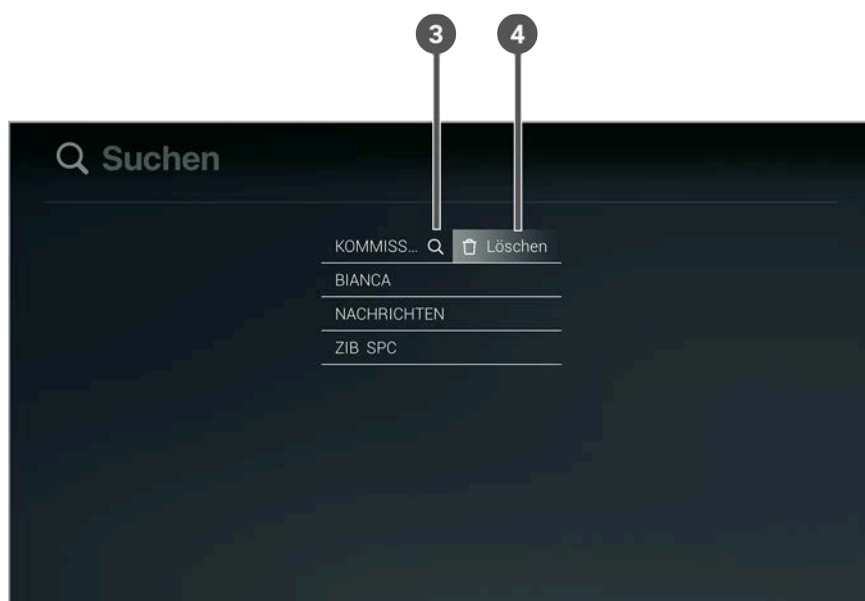 3 4
Suchen
KOMMISS... Löschen
BIANCA
NACHRICHTEN
ZIB SPC